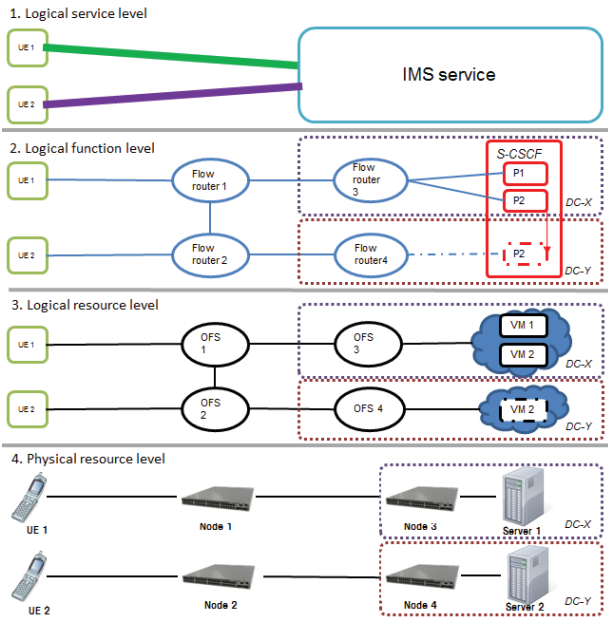 1. Logical service level
UE 1
IMS service
UE 2
2. Logical function level
S-CSCF
UE 1
Flow
router 1
Flow
router
3
P1
P2
DC-X
UE 2
Flow
router 2
Flow
router4
P2
DC-Y
3. Logical resource level
UE 1
OFS
1
OFS
3
VM 1
VM 2
DC-X
UE 2
OFS
2
OFS 4
VM 2
DC-Y
4. Physical resource level
UE 1
Node 1
Node 3
Server 1
DC-X
UE 2
Node 2
Node 4
Server 2
DC-Y